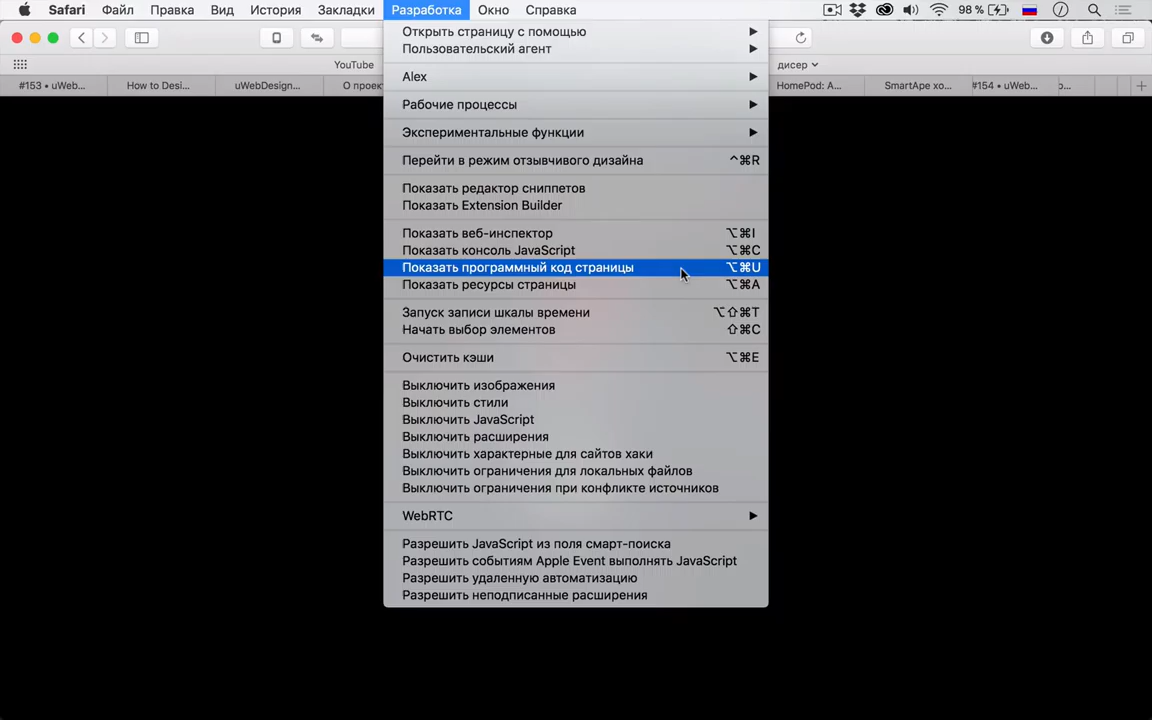 Safari Файл Правка Вид История Закладки Разработка Окно Справка 98 %
YouTube дисер
#153 • uWeb... How to Desi... uWebDesign... О проек HomePod: A... SmartApe хо... #154 • uWeb...
Открыть страницу с помощью
Пользовательский агент
Alex
Рабочие процессы
Экспериментальные функции
Перейти в режим отзывчивого дизайна ^⌘R
Показать редактор сниппетов
Показать Extension Builder
Показать веб-инспектор ⌥⌘I
Показать консоль JavaScript ⌥⌘C
Показать программный код страницы ⌥⌘U
Показать ресурсы страницы ⌥⌘A
Запуск записи шкалы времени ⌥⇧⌘T
Начать выбор элементов ⇧⌘C
Очистить кэши ⌥⌘E
Выключить изображения
Выключить стили
Выключить JavaScript
Выключить расширения
Выключить характерные для сайтов хаки
Выключить ограничения для локальных файлов
Выключить ограничения при конфликте источников
WebRTC
Разрешить JavaScript из поля смарт-поиска
Разрешить событиям Apple Event выполнять JavaScript
Разрешить удаленную автоматизацию
Разрешить неподписанные расширения